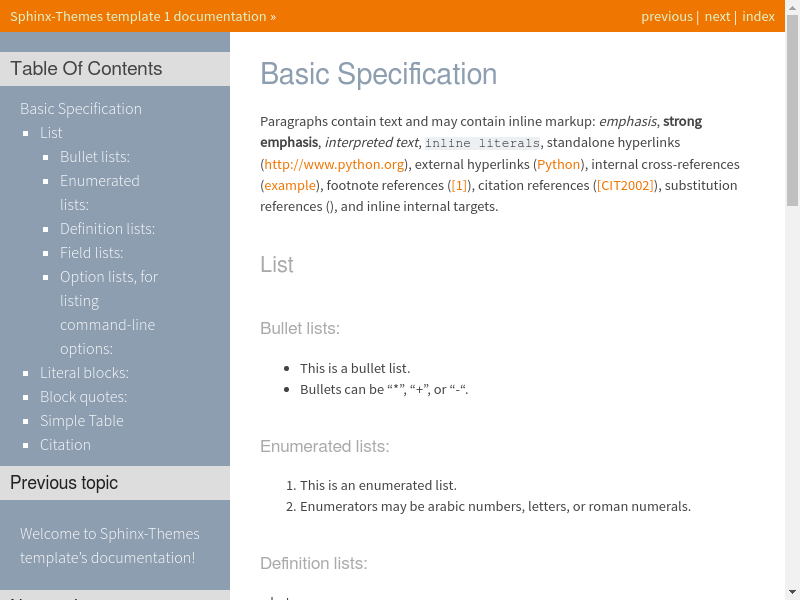 Sphinx-Themes template 1 documentation »
previous | next | index
Table Of Contents
Basic Specification
List
Bullet lists:
Enumerated
lists:
Definition lists:
Field lists:
Option lists, for
listing
command-line
options:
Literal blocks:
Block quotes:
Simple Table
Citation
Previous topic
Welcome to Sphinx-Themes
template's documentation!
Basic Specification
Paragraphs contain text and may contain inline markup: emphasis, strong
emphasis, interpreted text, inline literals, standalone hyperlinks
(http://www.python.org), external hyperlinks (Python), internal cross-references
(example), footnote references ([1]), citation references ([CIT2002]), substitution
references (), and inline internal targets.
List
Bullet lists:
• This is a bullet list.
• Bullets can be “*”, “+”, or “-“.
Enumerated lists:
1. This is an enumerated list.
2. Enumerators may be arabic numbers, letters, or roman numerals.
Definition lists: